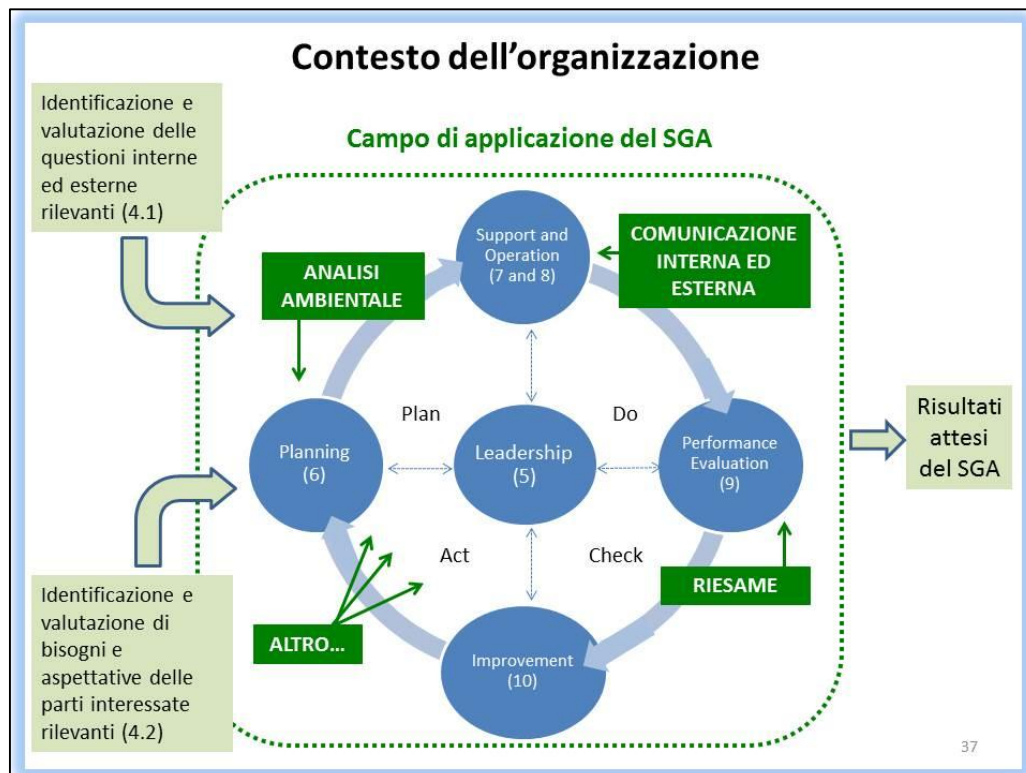 Contesto dell’organizzazione
Identificazione e
valutazione delle
questioni interne
ed esterne
rilevanti (4.1)
Campo di applicazione del SGA
Support and
Operation
(7 and 8)
COMUNICAZIONE
INTERNA ED
ESTERNA
ANALISI
AMBIENTALE
Plan
Do
Planning
(6)
Leadership
(5)
Performance
Evaluation
(9)
Risultati
attesi
del SGA
Act
Check
RIESAME
Identificazione e
valutazione di
bisogni e
aspettative delle
parti interessate
rilevanti (4.2)
ALTRO...
Improvement
(10)
37